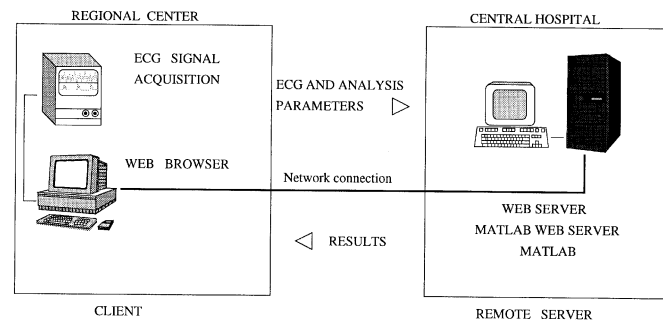 REGIONAL CENTER
ECG SIGNAL
ACQUISITION
WEB BROWSER
CLIENT
ECG AND ANALYSIS
PARAMETERS
Network connection
RESULTS
CENTRAL HOSPITAL
WEB SERVER
MATLAB WEB SERVER
MATLAB
REMOTE SERVER